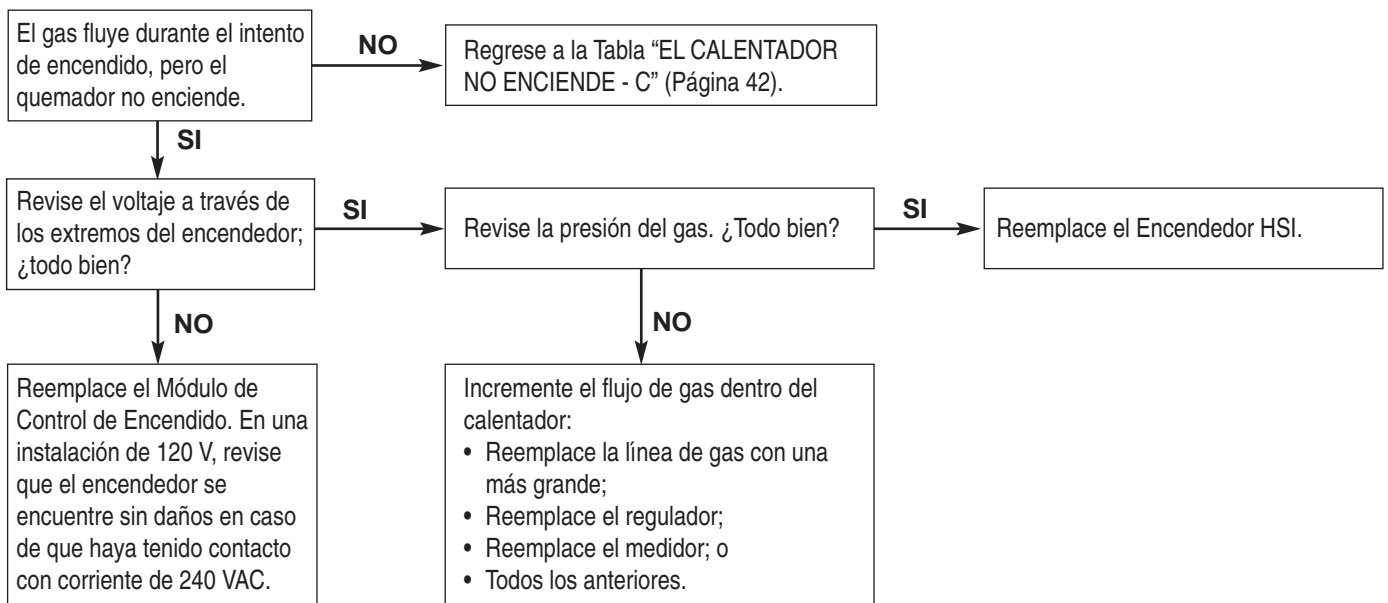 El gas fluye durante el intento
de encendido, pero el
quemador no enciende.
NO
Regrese a la Tabla “EL CALENTADOR
NO ENCIENDE - C” (Página 42).
SI
Revise el voltaje a través de
los extremos del encendedor;
¿todo bien?
SI
Revise la presión del gas. ¿Todo bien?
SI
Reemplace el Encendedor HSI.
NO
Reemplace el Módulo de
Control de Encendido. En una
instalación de 120 V, revise
que el encendedor se
encuentre sin daños en caso
de que haya tenido contacto
con corriente de 240 VAC.
NO
Incremente el flujo de gas dentro del
calentador:
• Reemplace la línea de gas con una
más grande;
• Reemplace el regulador;
• Reemplace el medidor; o
• Todos los anteriores.